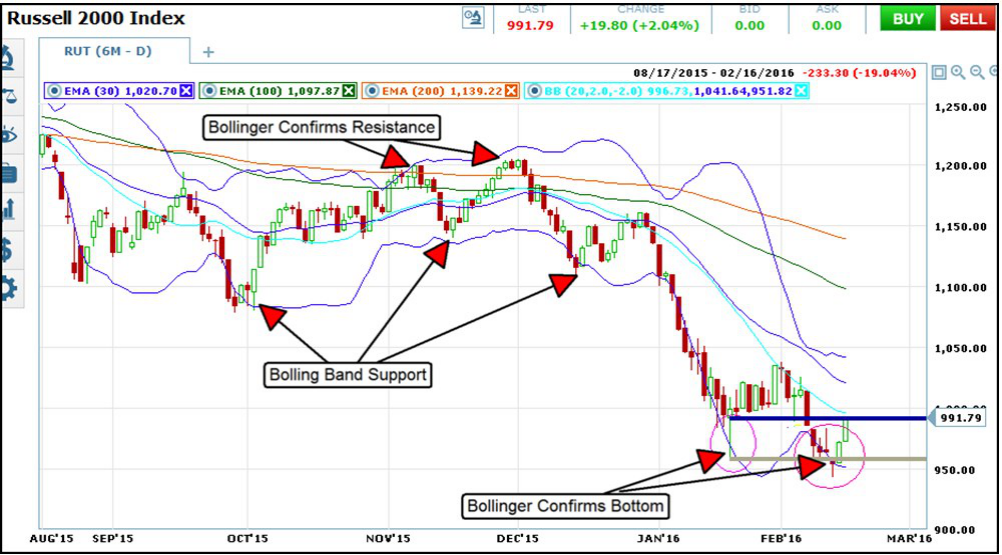 Russell 2000 Index
LAST
991.79
CHANGE
+19.80 (+2.04%)
BID
0.00
ASK
0.00
BUY
SELL
RUT (6M - D)
+
08/17/2015 - 02/16/2016 -233.30 (-19.04%)
EMA (30) 1,020.70
EMA (100) 1,097.87
EMA (200) 1,139.22
BB (20,2.0,-2.0) 996.73,1,041.64,951.82
Bollinger Confirms Resistance
Bolling Band Support
Bollinger Confirms Bottom
1,250.00
1,200.00
1,150.00
1,100.00
1,050.00
1,000.00
991.79
950.00
900.00
AUG'15 SEP'15 OCT'15 NOV'15 DEC'15 JAN'16 FEB'16 MAR'16